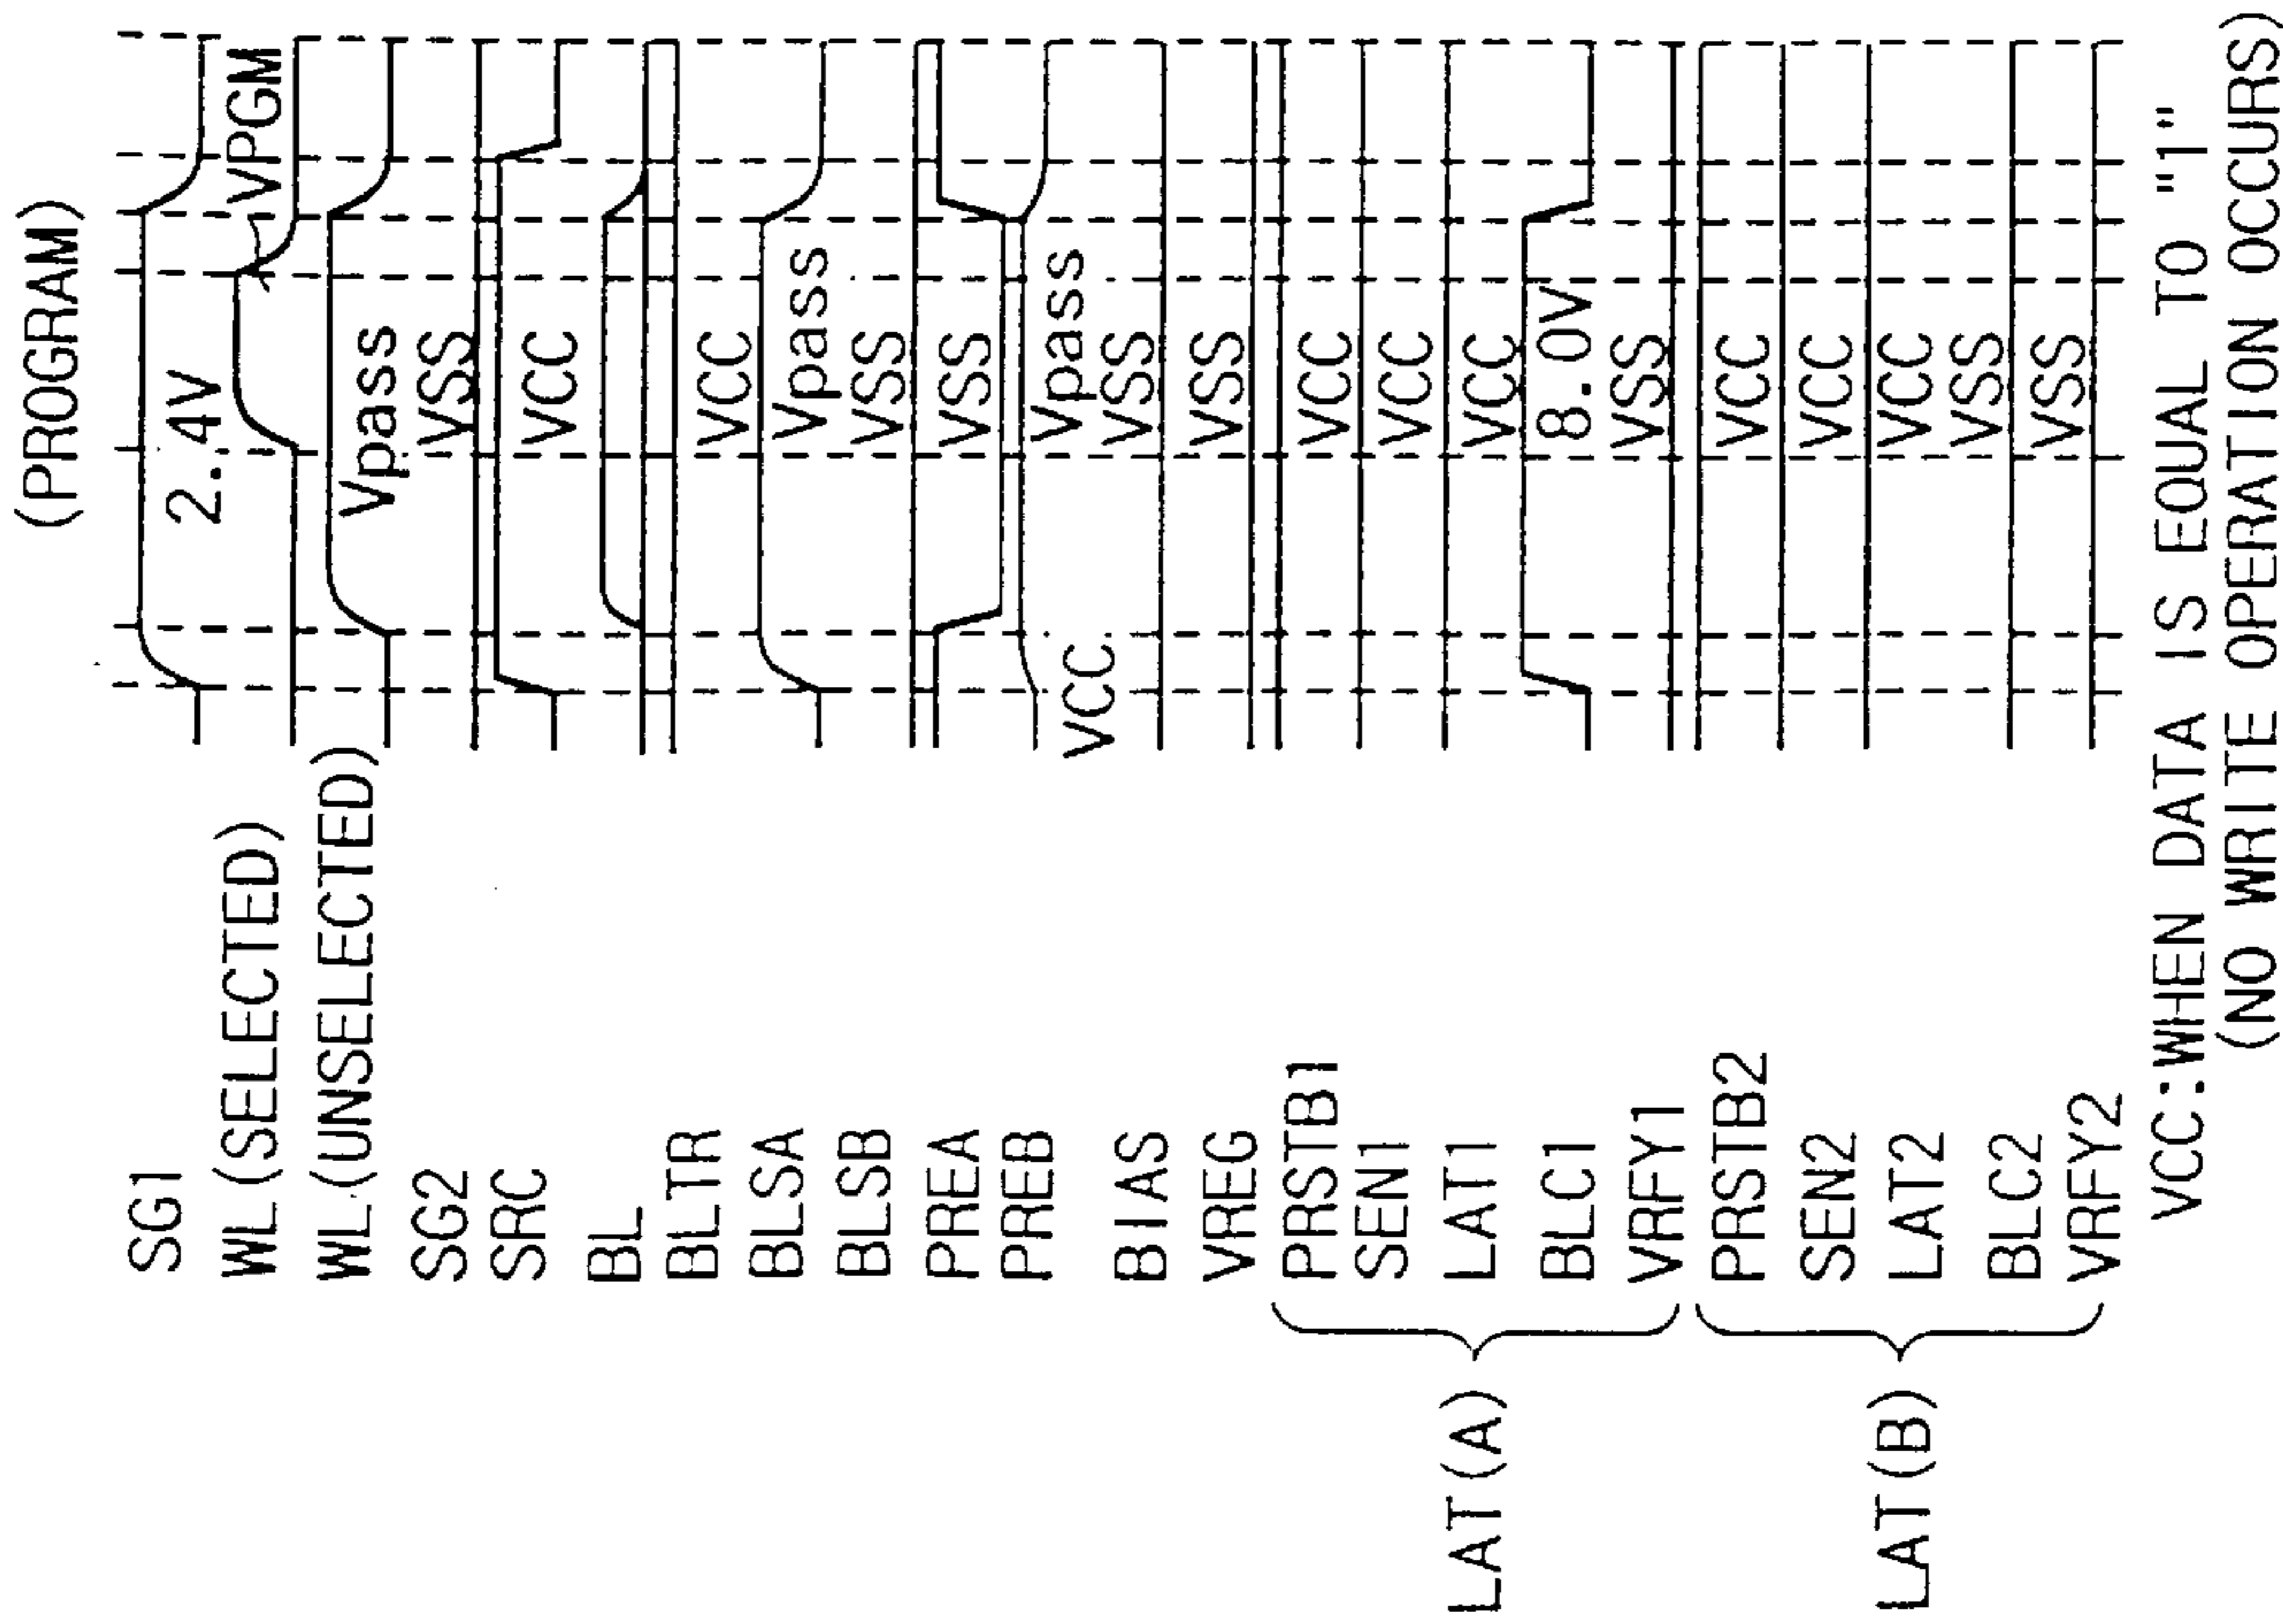 (PROGRAM)
SG1 2.4V
WL(SELECTED) VPGM
WL(UNSELECTED) Vpass
SG2 VSS
SRC VCC
BL
BLTR VCC
BLSA Vpass
BLSB VSS
PREA VSS
PREB VCC Vpass
BIAS VSS
VREG VSS
PRSTB1 VCC
SEN1 VCC
LAT(A) LAT1 VCC
BLC1 8.0V
VRFY1 VSS
PRSTB2 VCC
SEN2 VCC
LAT(B) LAT2 VCC
BLC2 VSS
VRFY2 VSS
VCC:WHEN DATA IS EQUAL TO "1"
(NO WRITE OPERATION OCCURS)